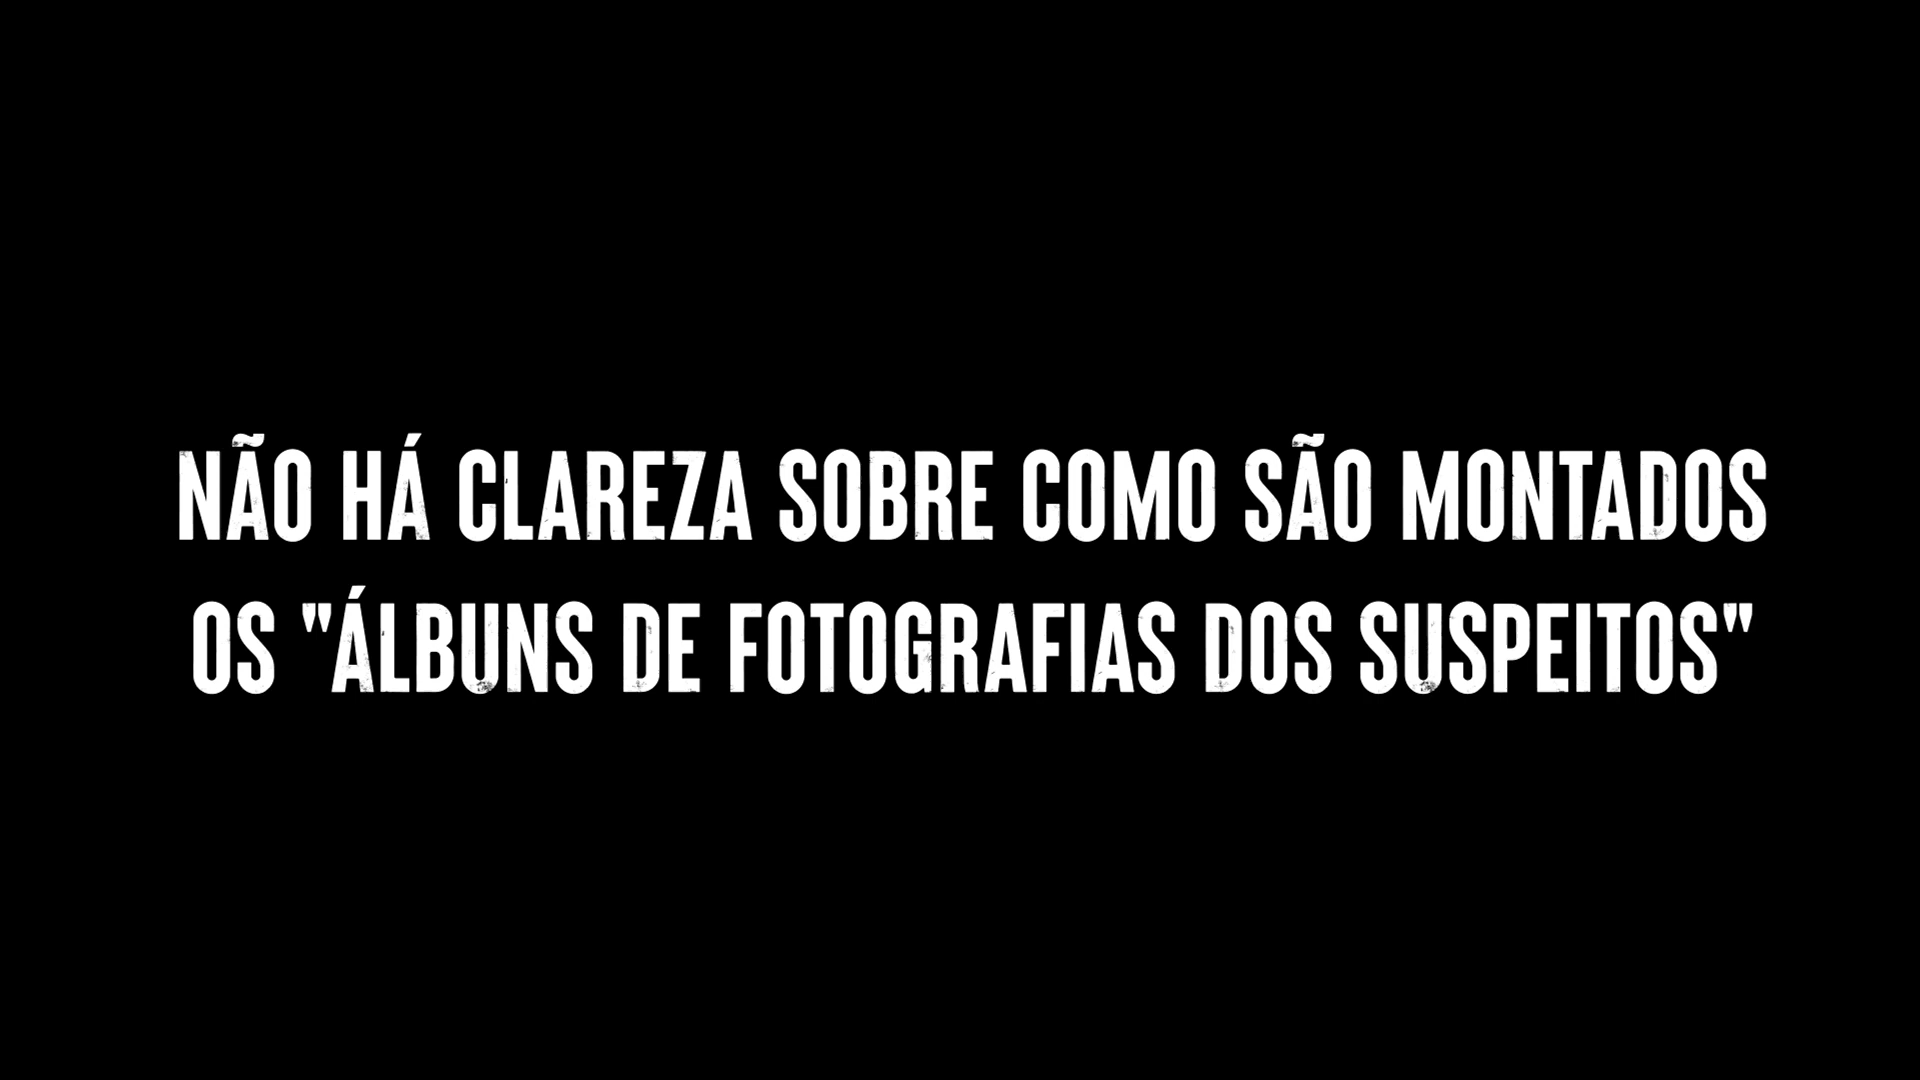 NÃO HÁ CLAREZA SOBRE COMO SÃO MONTADOS
OS "ÁLBUNS DE FOTOGRAFIAS DOS SUSPEITOS"